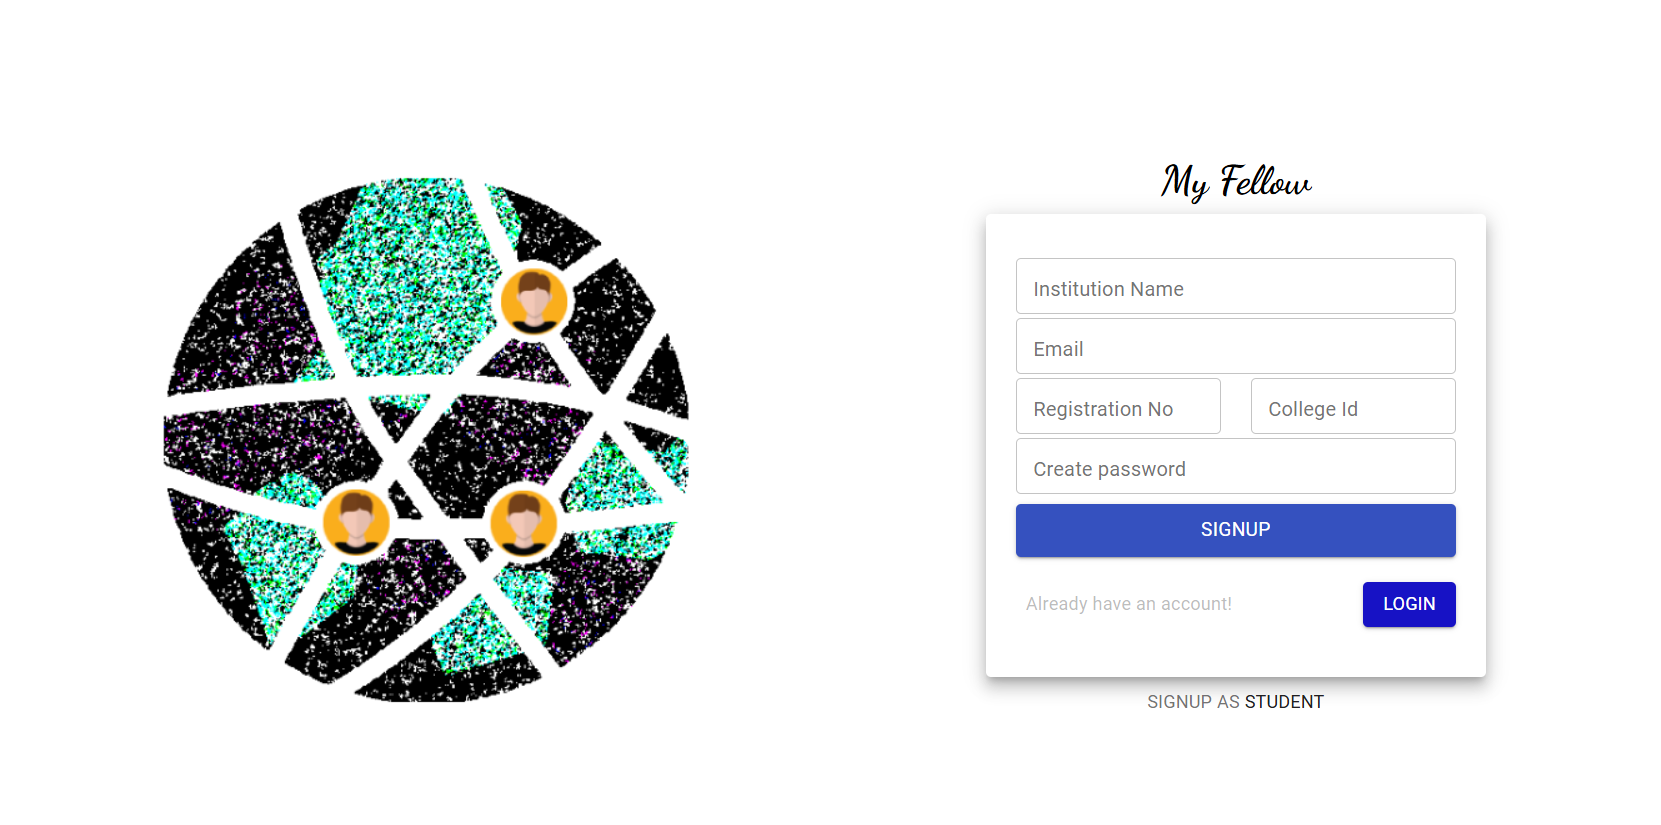 My Fellow
Institution Name
Email
Registration No College Id
Create password
SIGNUP
Already have an account! LOGIN
SIGNUP AS STUDENT